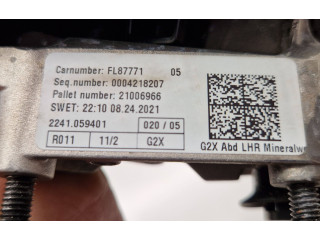 Carnumber: FL87771 05
Seq.number: 0004218207
Pallet number: 21006966
SWET: 22:10 08.24.2021
2241.059401 020 / 05
R011 11/2 G2X
G2X Abd LHR Mineralwe